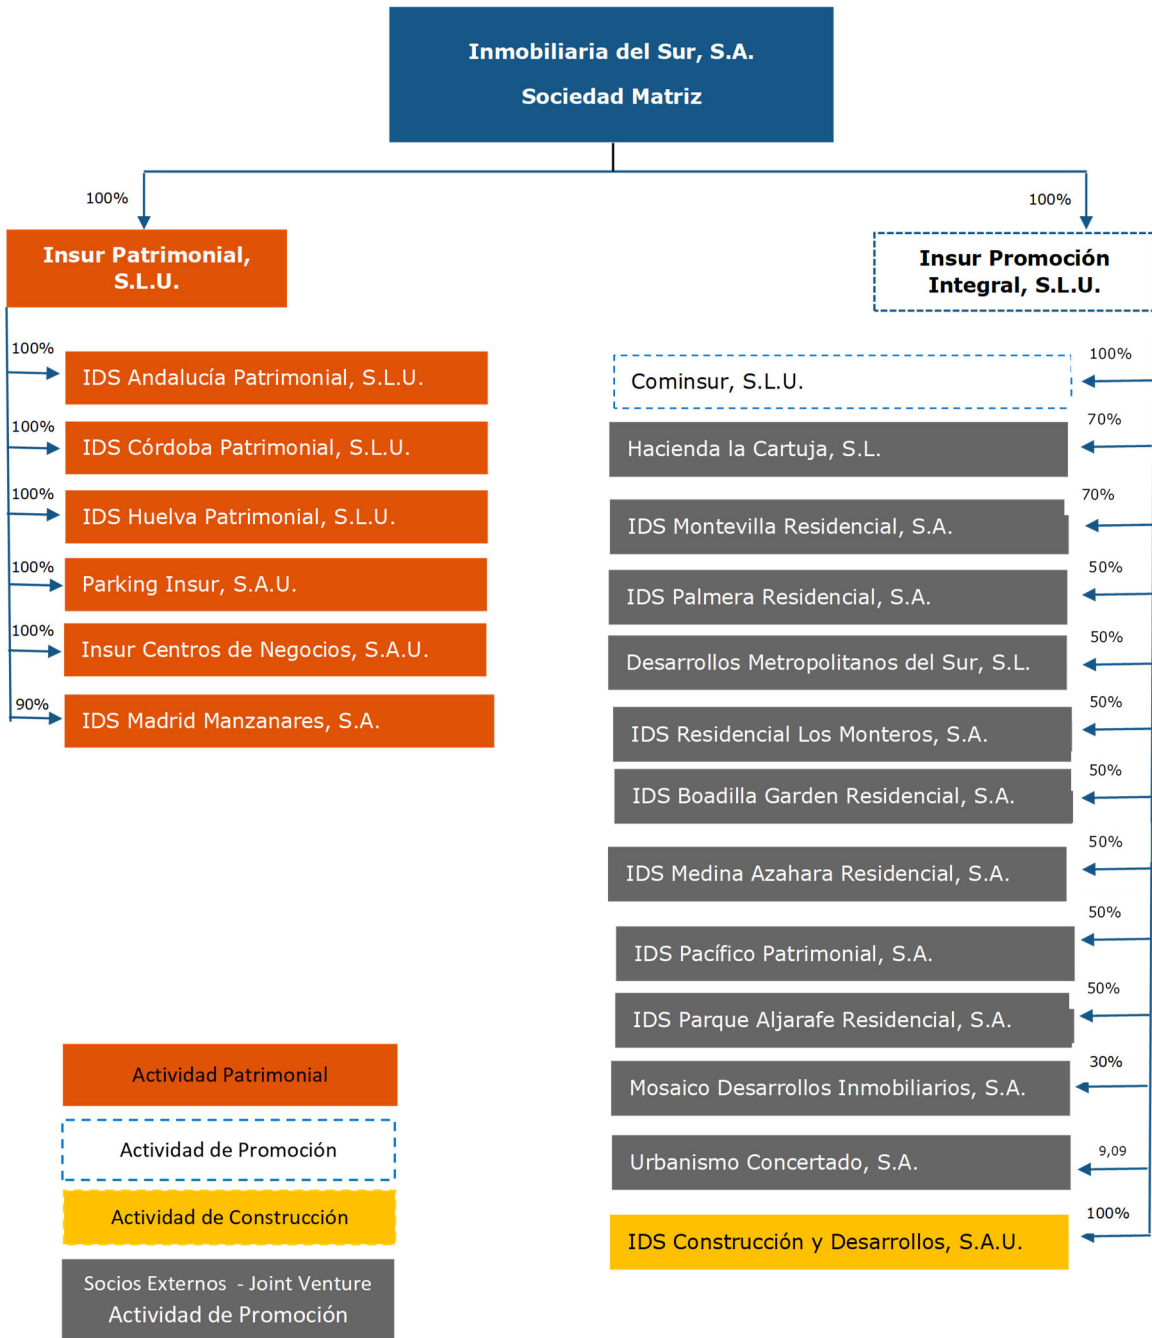 Inmobiliaria del Sur, S.A.
Sociedad Matriz
100%
100%
Insur Patrimonial,
S.L.U.
Insur Promoción
Integral, S.L.U.
100%
IDS Andalucía Patrimonial, S.L.U.
100%
IDS Córdoba Patrimonial, S.L.U.
100%
IDS Huelva Patrimonial, S.L.U.
100%
Parking Insur, S.A.U.
100%
Insur Centros de Negocios, S.A.U.
90%
IDS Madrid Manzanares, S.A.
100%
Cominsur, S.L.U.
70%
Hacienda la Cartuja, S.L.
70%
IDS Montevilla Residencial, S.A.
50%
IDS Palmera Residencial, S.A.
50%
Desarrollos Metropolitanos del Sur, S.L.
50%
IDS Residencial Los Monteros, S.A.
50%
IDS Boadilla Garden Residencial, S.A.
50%
IDS Medina Azahara Residencial, S.A.
50%
IDS Pacífico Patrimonial, S.A.
50%
IDS Parque Aljarafe Residencial, S.A.
30%
Mosaico Desarrollos Inmobiliarios, S.A.
9,09
Urbanismo Concertado, S.A.
100%
IDS Construcción y Desarrollos, S.A.U.
Actividad Patrimonial
Actividad de Promoción
Actividad de Construcción
Socios Externos - Joint Venture
Actividad de Promoción